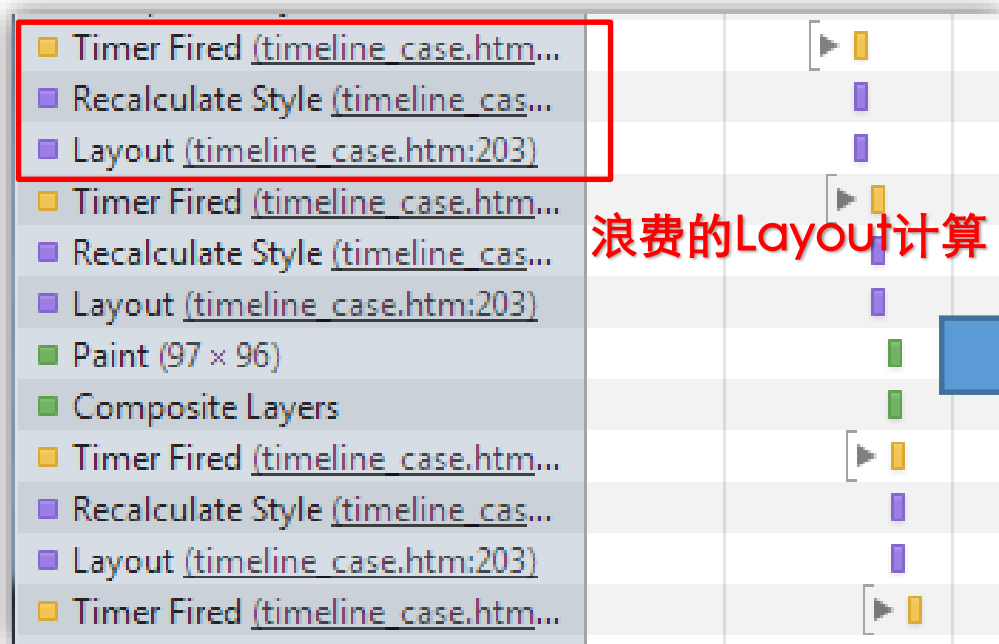 Timer Fired (timeline_case.htm...
Recalculate Style (timeline_cas...
Layout (timeline_case.htm:203)
Timer Fired (timeline_case.htm...
浪费的Layout计算
Recalculate Style (timeline_cas...
Layout (timeline_case.htm:203)
Paint (97 × 96)
Composite Layers
Timer Fired (timeline_case.htm...
Recalculate Style (timeline_cas...
Layout (timeline_case.htm:203)
Timer Fired (timeline_case.htm...